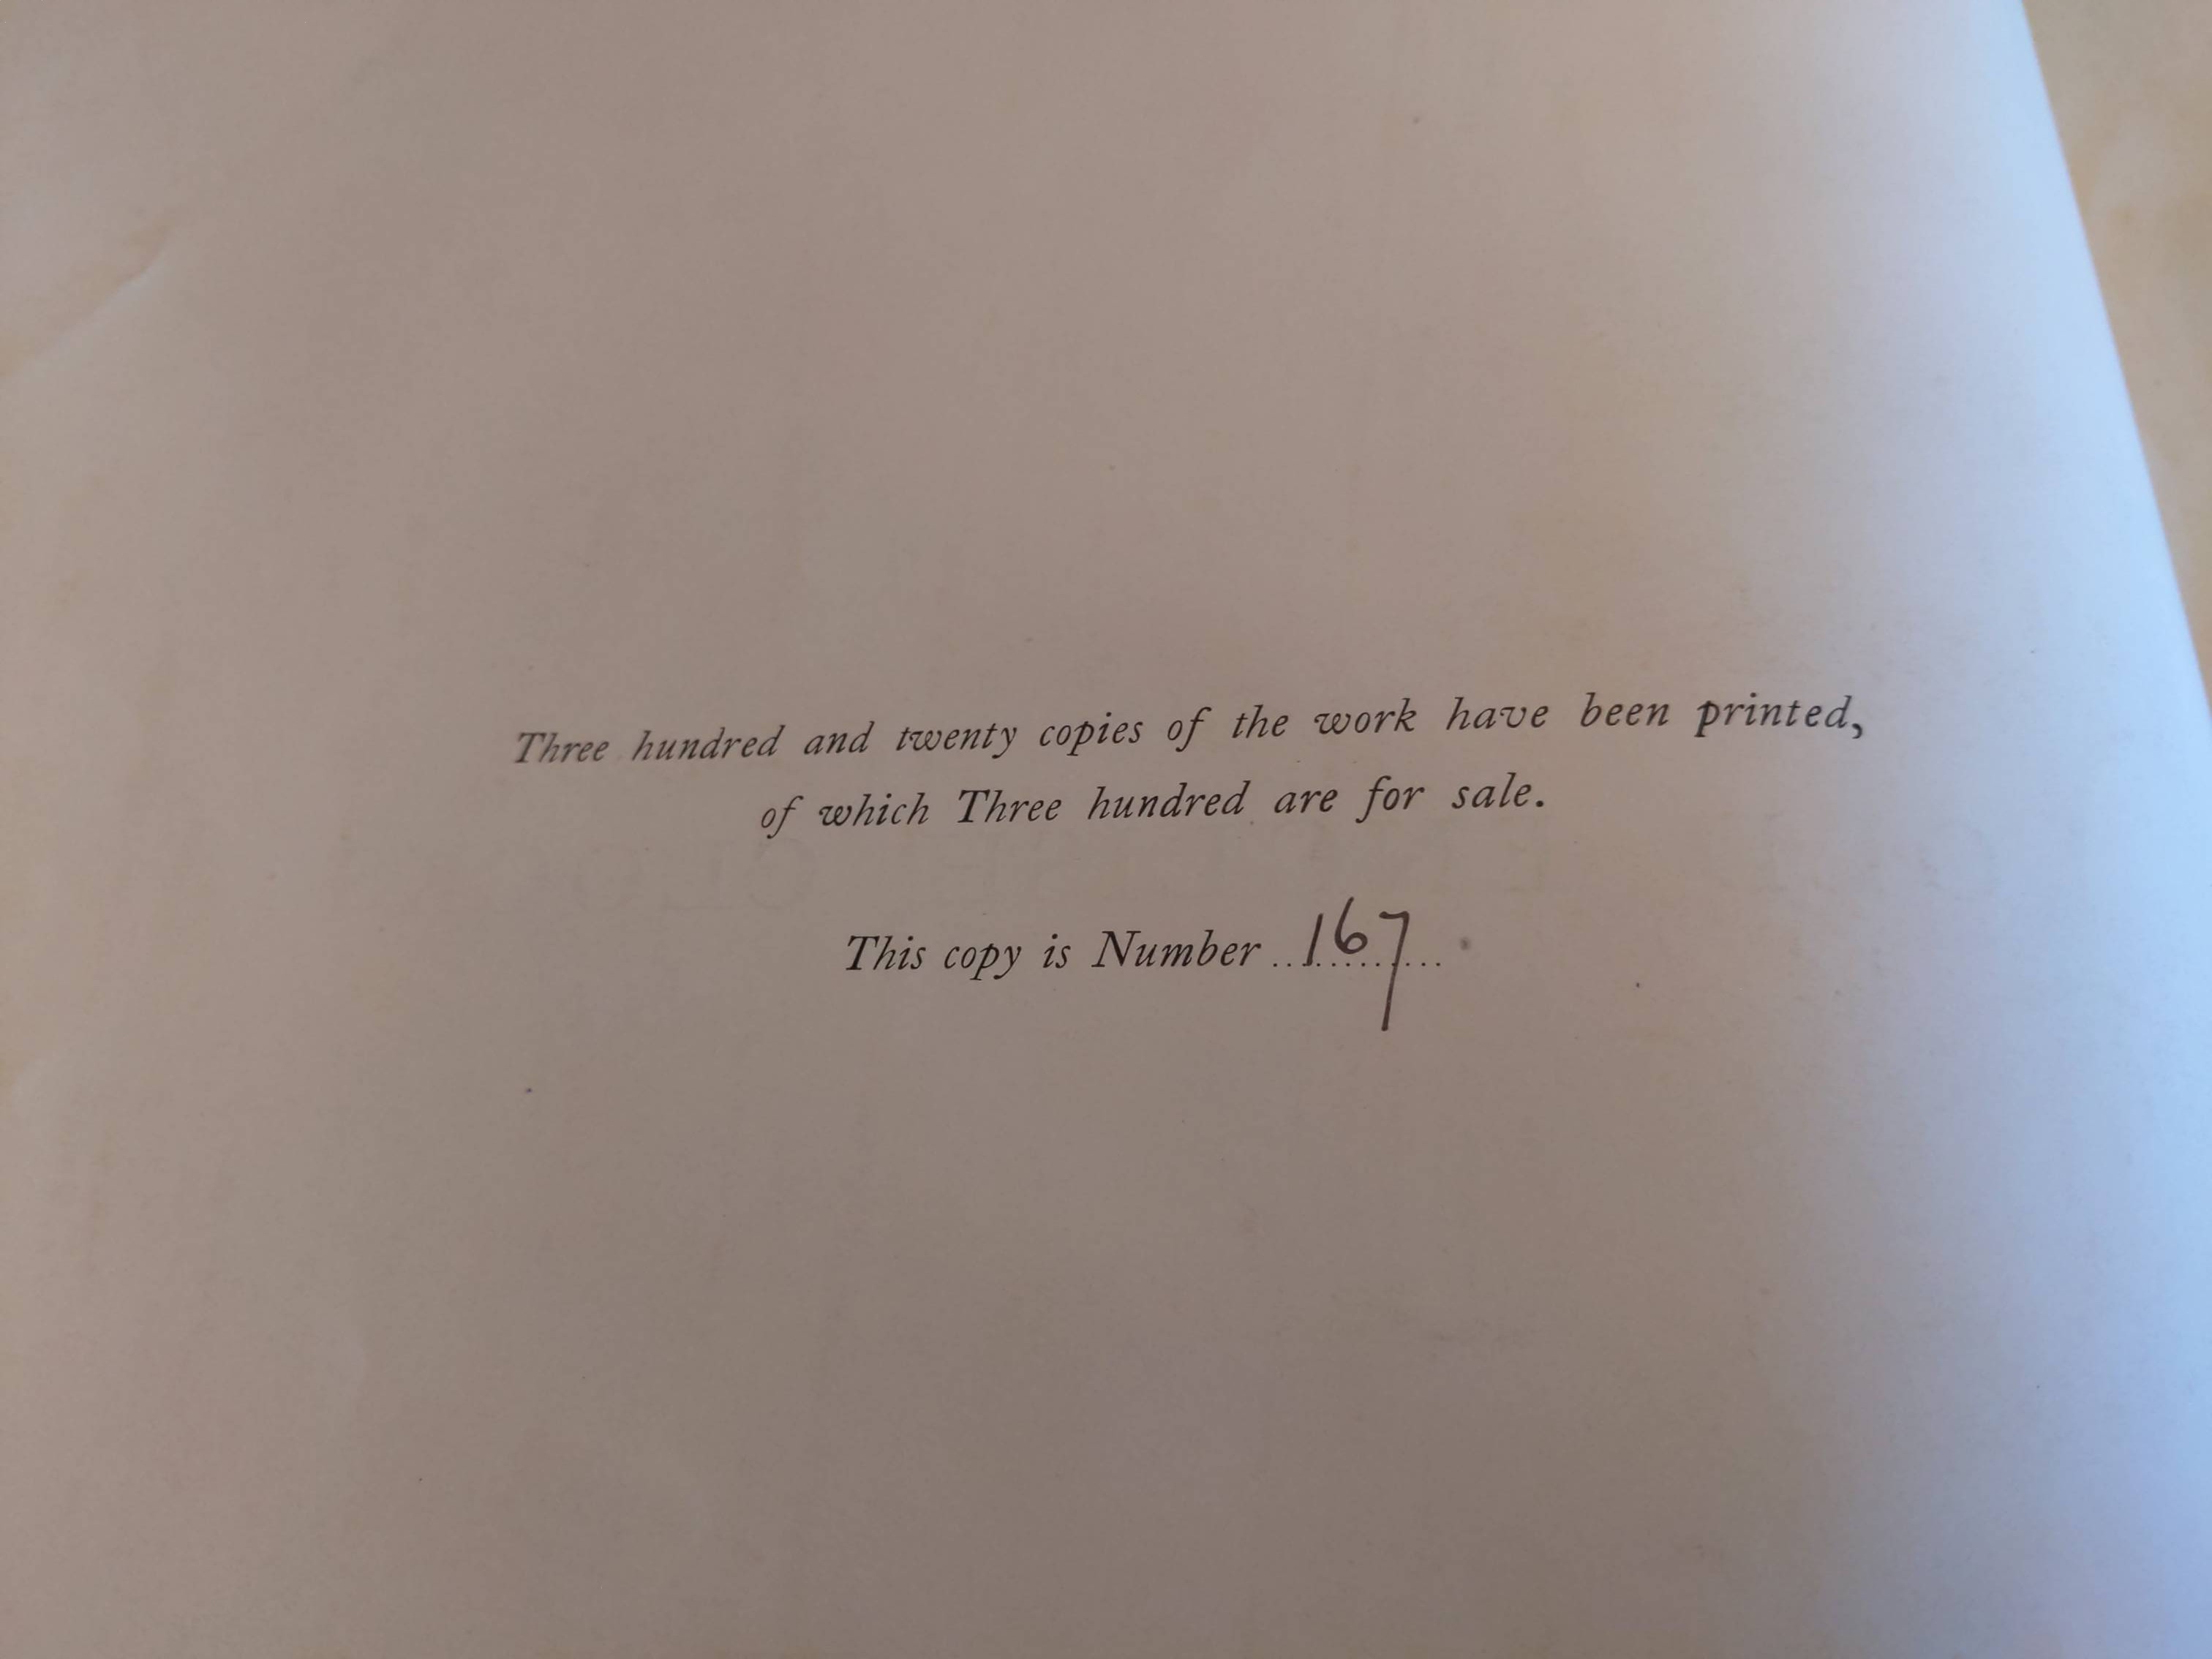 Three hundred and twenty copies of the work have been printed,
of which Three hundred are for sale.
This copy is Number ..167...